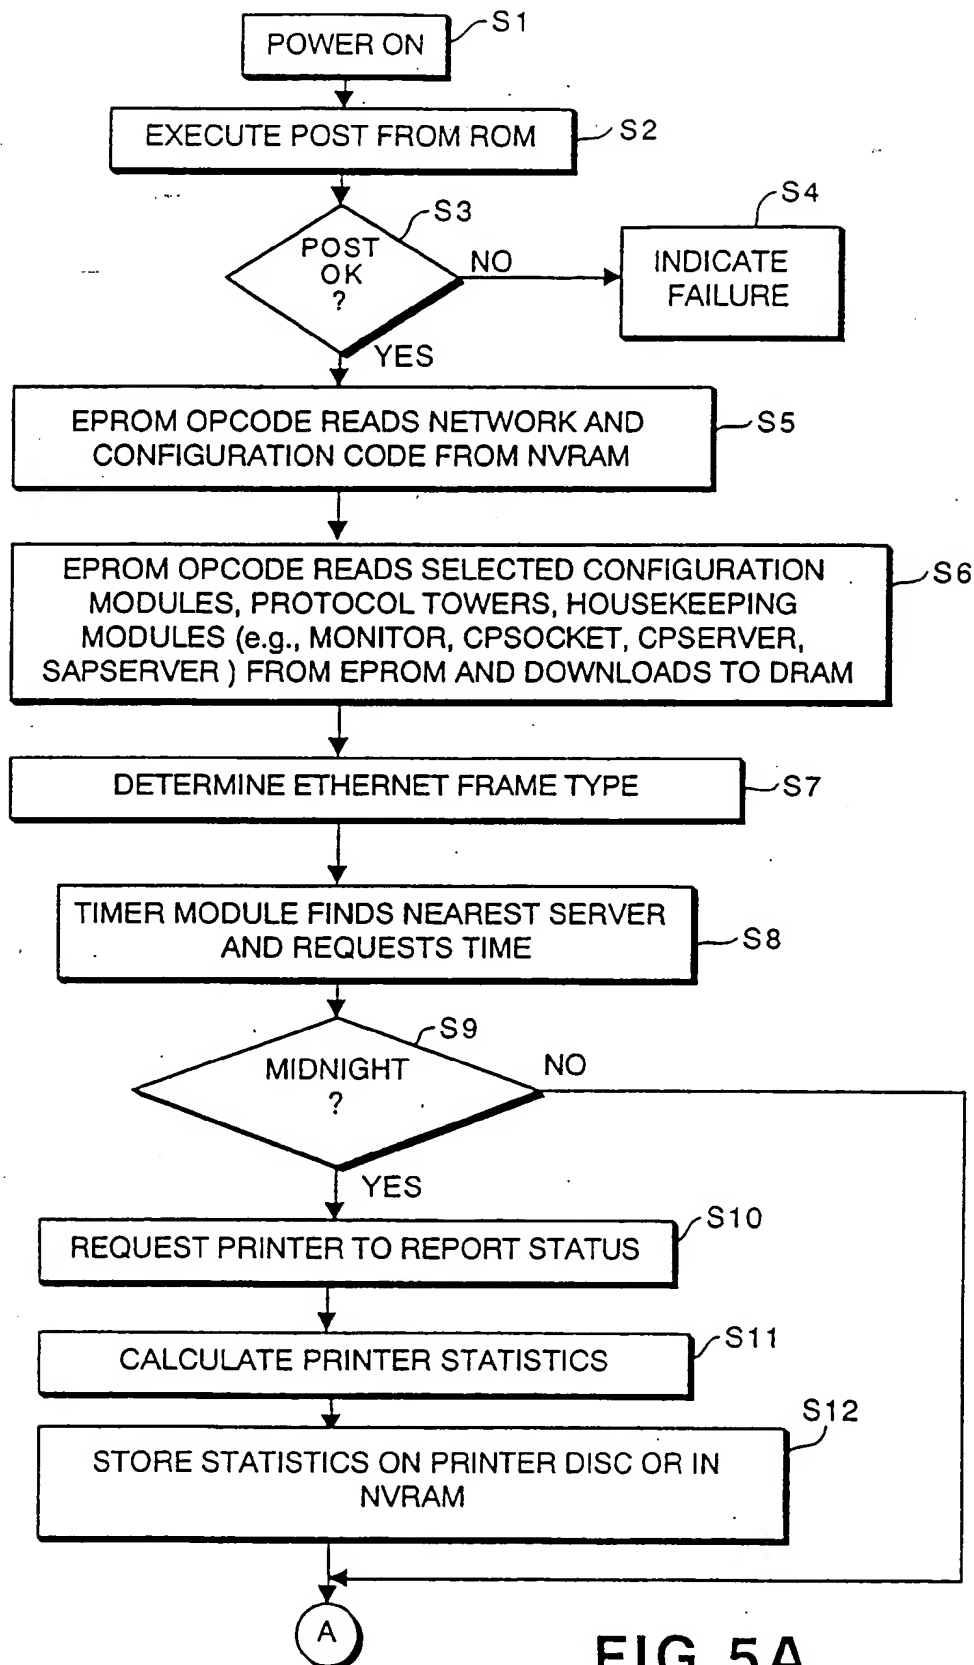 S1
POWER ON
EXECUTE POST FROM ROM
S2
S3
POST
OK
?
NO
S4
INDICATE
FAILURE
YES
EPROM OPCODE READS NETWORK AND
CONFIGURATION CODE FROM NVRAM
S5
EPROM OPCODE READS SELECTED CONFIGURATION
MODULES, PROTOCOL TOWERS, HOUSEKEEPING
MODULES (e.g., MONITOR, CPSOCKET, CPSERVER,
SAPSERVER ) FROM EPROM AND DOWNLOADS TO DRAM
S6
DETERMINE ETHERNET FRAME TYPE
S7
TIMER MODULE FINDS NEAREST SERVER
AND REQUESTS TIME
S8
S9
MIDNIGHT
?
NO
YES
S10
REQUEST PRINTER TO REPORT STATUS
S11
CALCULATE PRINTER STATISTICS
S12
STORE STATISTICS ON PRINTER DISC OR IN
NVRAM
A
FIG. 5A